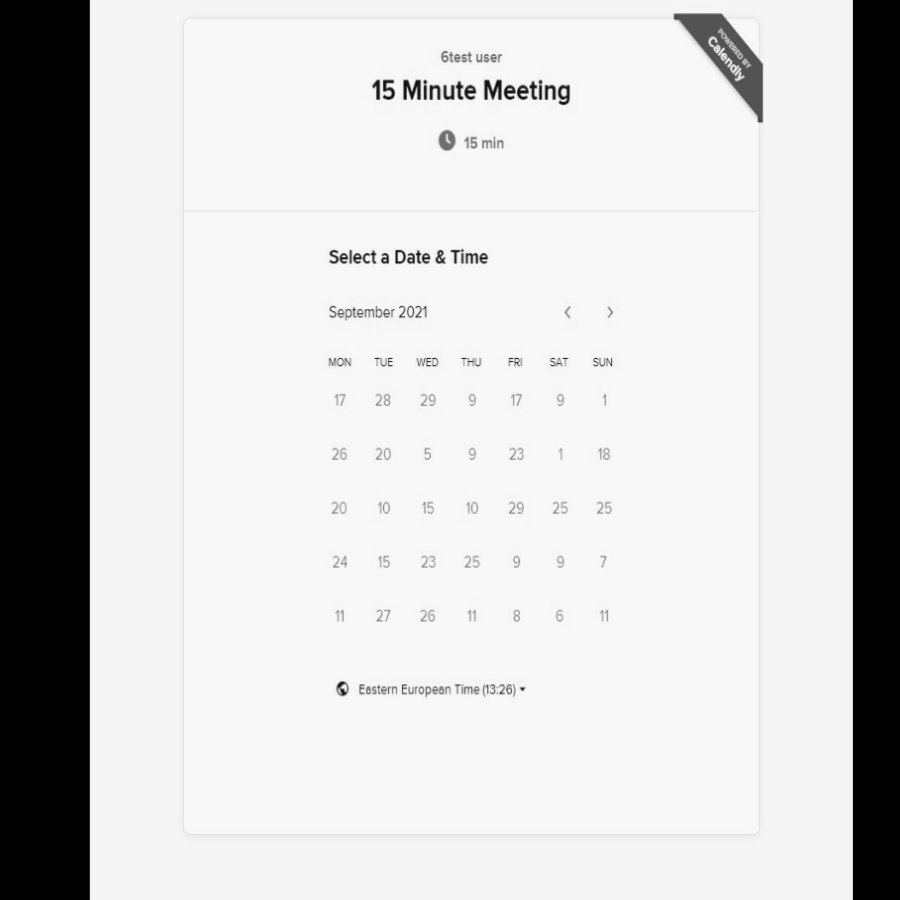 POWERED BY
Calendly
6test user
15 Minute Meeting
15 min
Select a Date & Time
September 2021
MON TUE WED THU FRI SAT SUN
17 28 29 9 17 9 1
26 20 5 9 23 1 18
20 10 15 10 29 25 25
24 15 23 25 9 9 7
11 27 26 11 8 6 11
Eastern European Time (13:26)